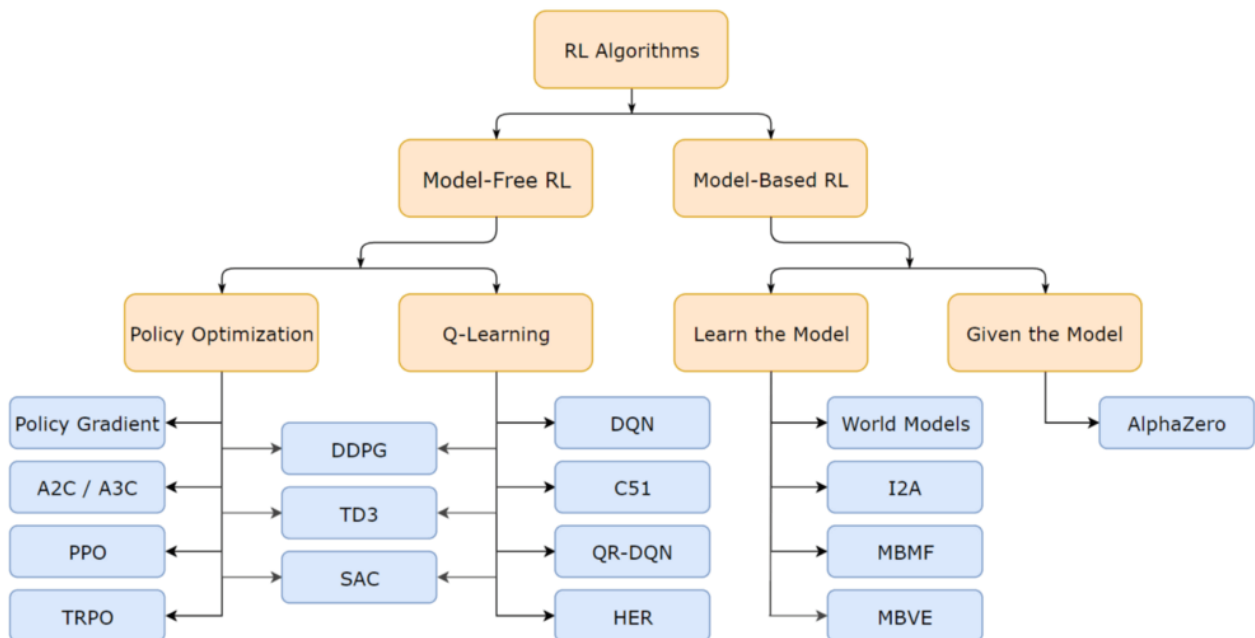 RL Algorithms
Model-Free RL
Model-Based RL
Policy Optimization
Q-Learning
Learn the Model
Given the Model
Policy Gradient
DDPG
DQN
World Models
AlphaZero
A2C / A3C
TD3
C51
I2A
PPO
SAC
QR-DQN
MBMF
TRPO
HER
MBVE